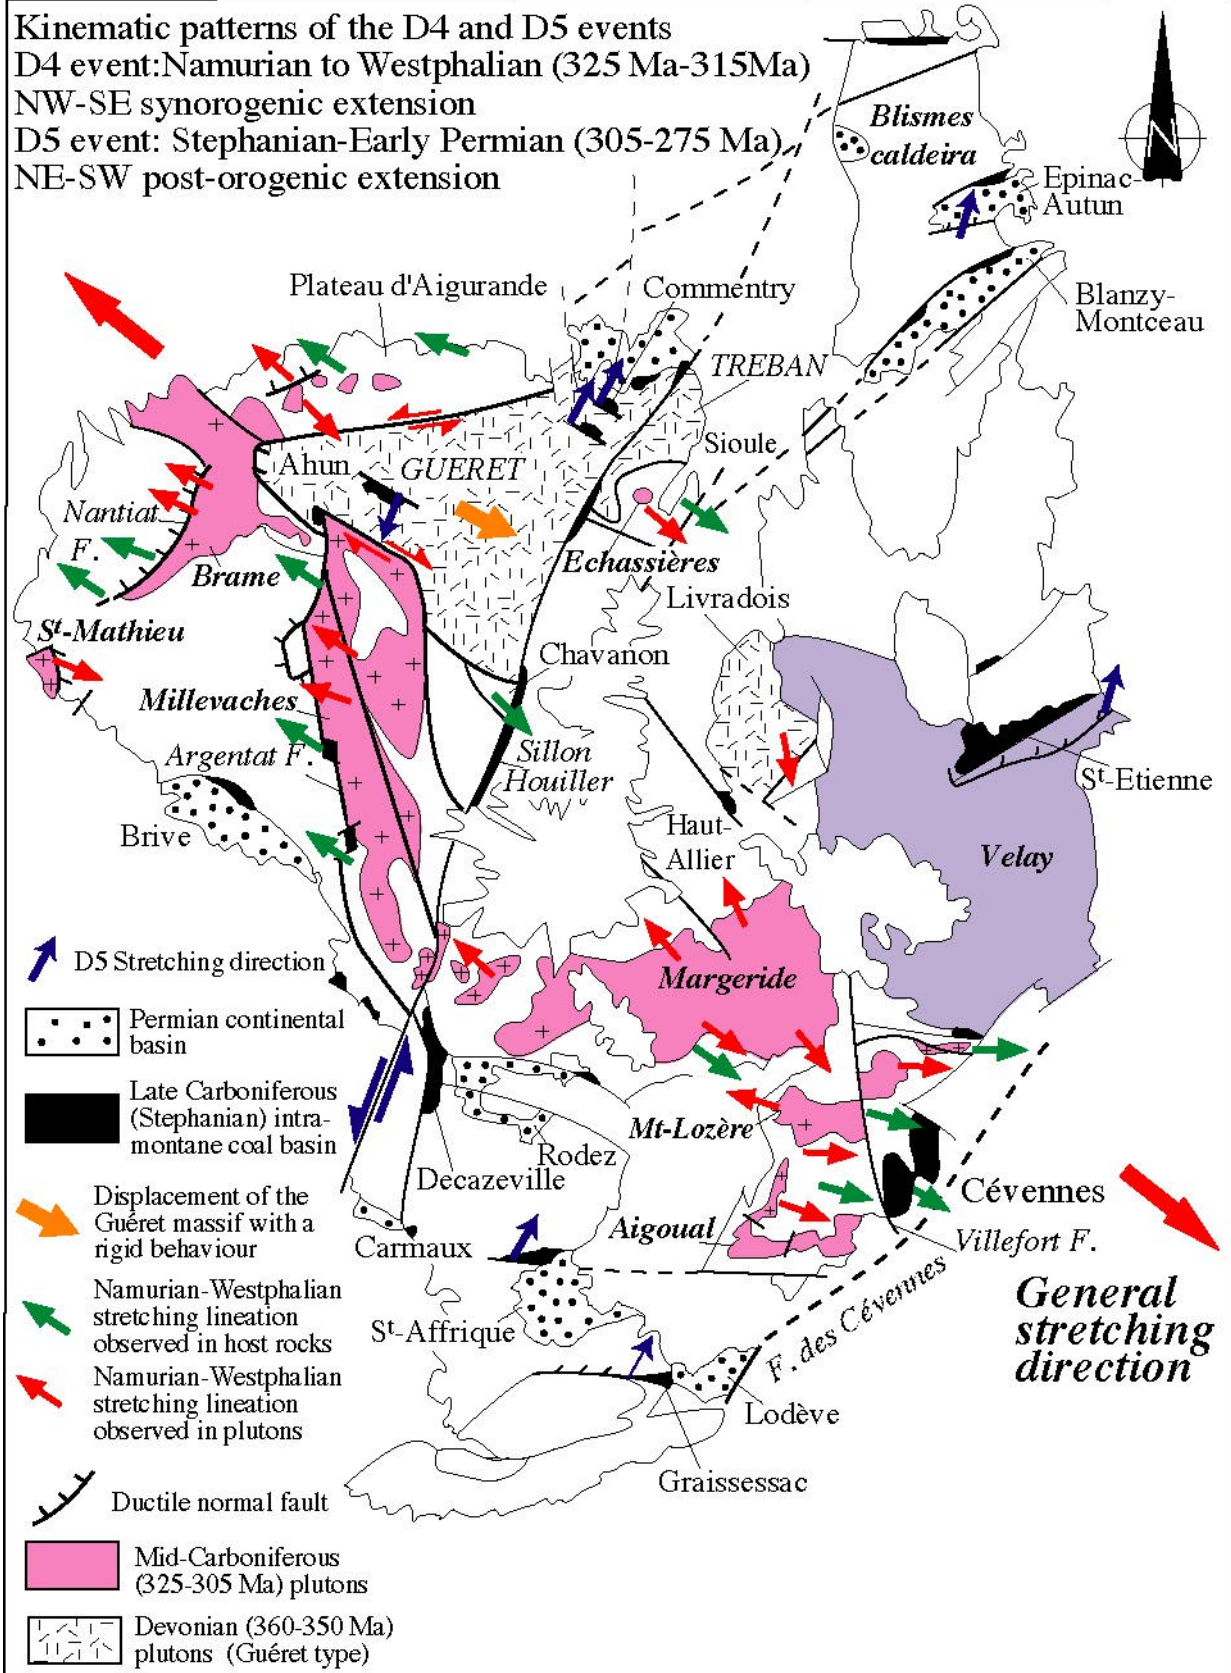 Kinematic patterns of the D4 and D5 events
D4 event:Namurian to Westphalian (325 Ma-315Ma)
NW-SE synorogenic extension
D5 event: Stephanian-Early Permian (305-275 Ma)
NE-SW post-orogenic extension
N
Blismes
caldeira
Epinac-
Autun
Blanzy-
Montceau
Plateau d'Aigurande
Commentry
TREBAN
Sioule
Ahun
GUERET
Nantiat
F.
Brame
Echassières
Livradois
St-Mathieu
Chavanon
Millevaches
Argentat F.
Sillon
Houiller
St-Etienne
Brive
Haut-
Allier
Velay
Margeride
D5 Stretching direction
Permian continental
basin
Late Carboniferous
(Stephanian) intra-
montane coal basin
Mt-Lozère
Rodez
Decazeville
Cévennes
Displacement of the
Guéret massif with a
rigid behaviour
Carmaux
Aigoual
Villefort F.
Namurian-Westphalian
stretching lineation
observed in host rocks
St-Affrique
F. des Cévennes
General
stretching
direction
Namurian-Westphalian
stretching lineation
observed in plutons
Lodève
Graissessac
Ductile normal fault
Mid-Carboniferous
(325-305 Ma) plutons
Devonian (360-350 Ma)
plutons (Guéret type)